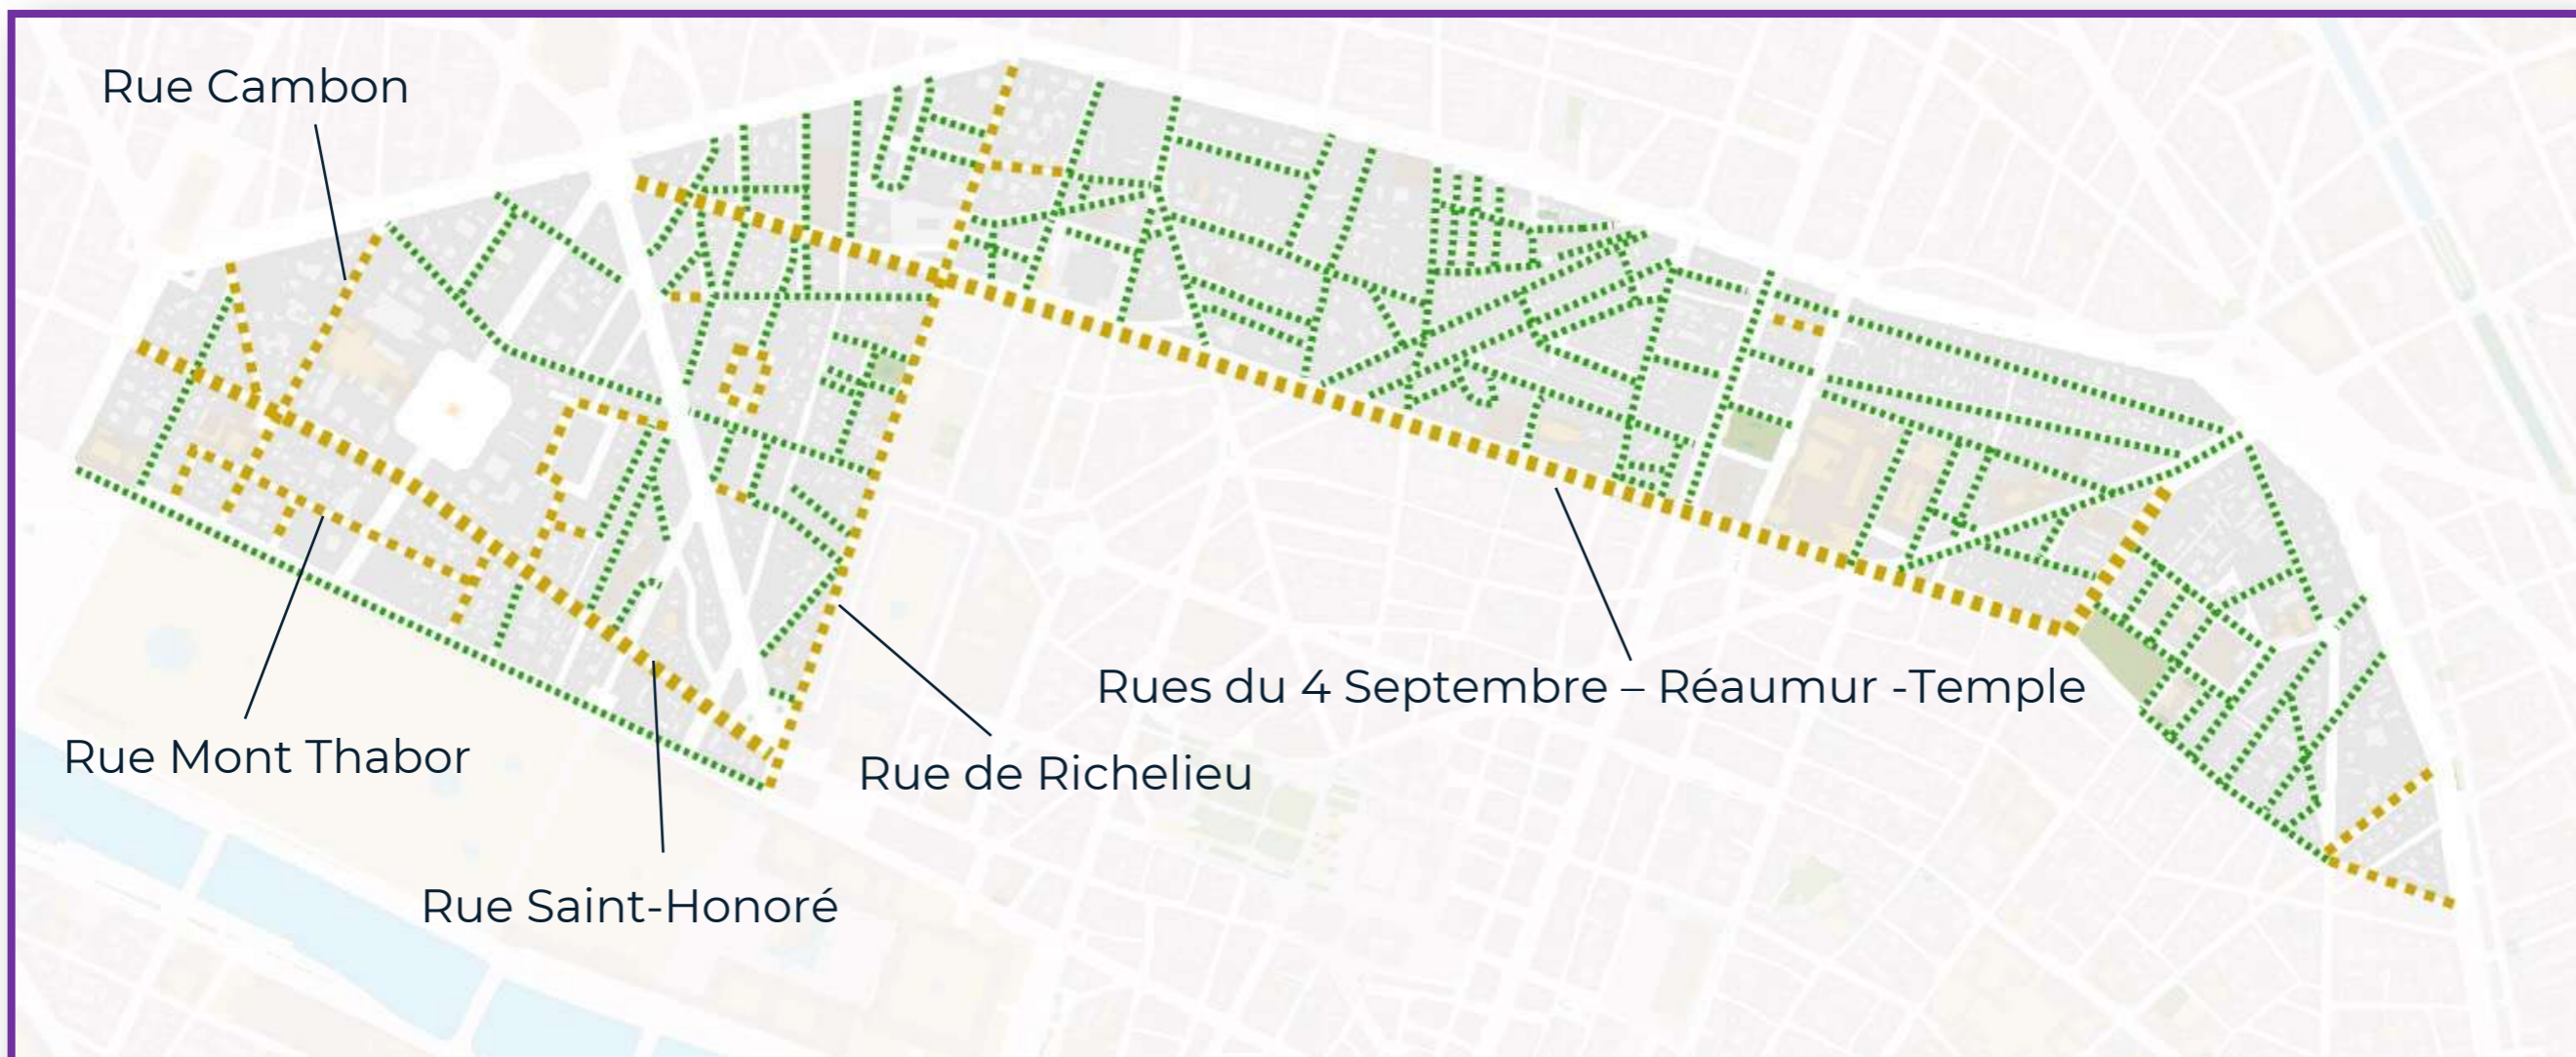 Rue Cambon
Rues du 4 Septembre – Réaumur -Temple
Rue Mont Thabor
Rue de Richelieu
Rue Saint-Honoré